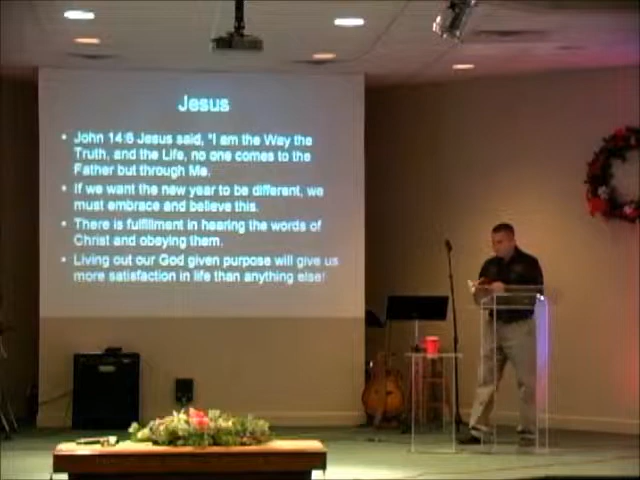 Jesus
• John 14:6 Jesus said, "I am the Way the
Truth, and the Life, no one comes to the
Father but through Me.
• If we want the new year to be different, we
must embrace and believe this.
• There is fulfillment in hearing the words of
Christ and obeying them.
• Living out our God given purpose will give us
more satisfaction in life than anything else!